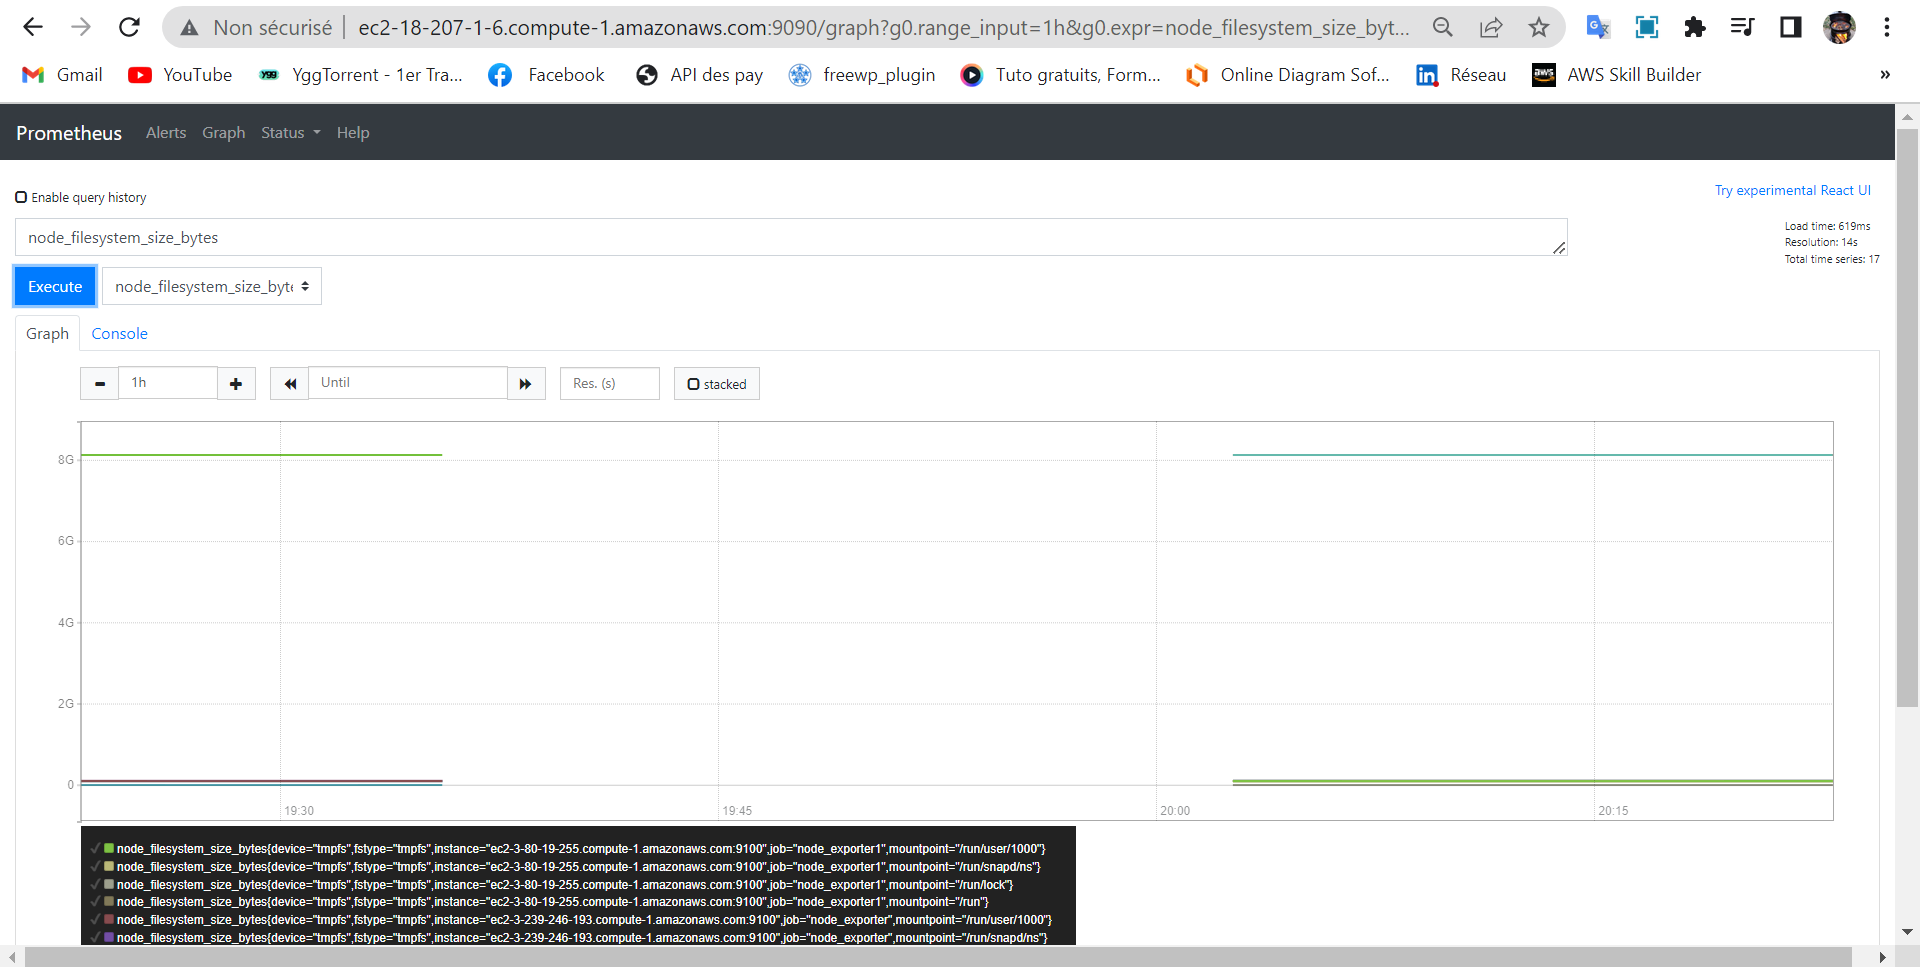 Non sécurisé ec2-18-207-1-6.compute-1.amazonaws.com:9090/graph?g0.range_input=1h&g0.expr=node_filesystem_size_byt...
Gmail YouTube YggTorrent - 1er Tra... Facebook API des pay freewp_plugin Tuto gratuits, Form... Online Diagram Sof... Réseau AWS Skill Builder »
Prometheus Alerts Graph Status Help
Enable query history
Try experimental React UI
node_filesystem_size_bytes
Load time: 619ms
Resolution: 14s
Total time series: 17
Execute node_filesystem_size_byte
Graph Console
1h Until Res. (s) stacked
8G
6G
4G
2G
0
19:30 19:45 20:00 20:15
node_filesystem_size_bytes{device="tmpfs",fstype="tmpfs",instance="ec2-3-80-19-255.compute-1.amazonaws.com:9100",job="node_exporter1",mountpoint="/run/user/1000"}
node_filesystem_size_bytes{device="tmpfs",fstype="tmpfs",instance="ec2-3-80-19-255.compute-1.amazonaws.com:9100",job="node_exporter1",mountpoint="/run/snapd/ns"}
node_filesystem_size_bytes{device="tmpfs",fstype="tmpfs",instance="ec2-3-80-19-255.compute-1.amazonaws.com:9100",job="node_exporter1",mountpoint="/run/lock"}
node_filesystem_size_bytes{device="tmpfs",fstype="tmpfs",instance="ec2-3-80-19-255.compute-1.amazonaws.com:9100",job="node_exporter1",mountpoint="/run"}
node_filesystem_size_bytes{device="tmpfs",fstype="tmpfs",instance="ec2-3-239-246-193.compute-1.amazonaws.com:9100",job="node_exporter",mountpoint="/run/user/1000"}
node_filesystem_size_bytes{device="tmpfs",fstype="tmpfs",instance="ec2-3-239-246-193.compute-1.amazonaws.com:9100",job="node_exporter",mountpoint="/run/snapd/ns"}